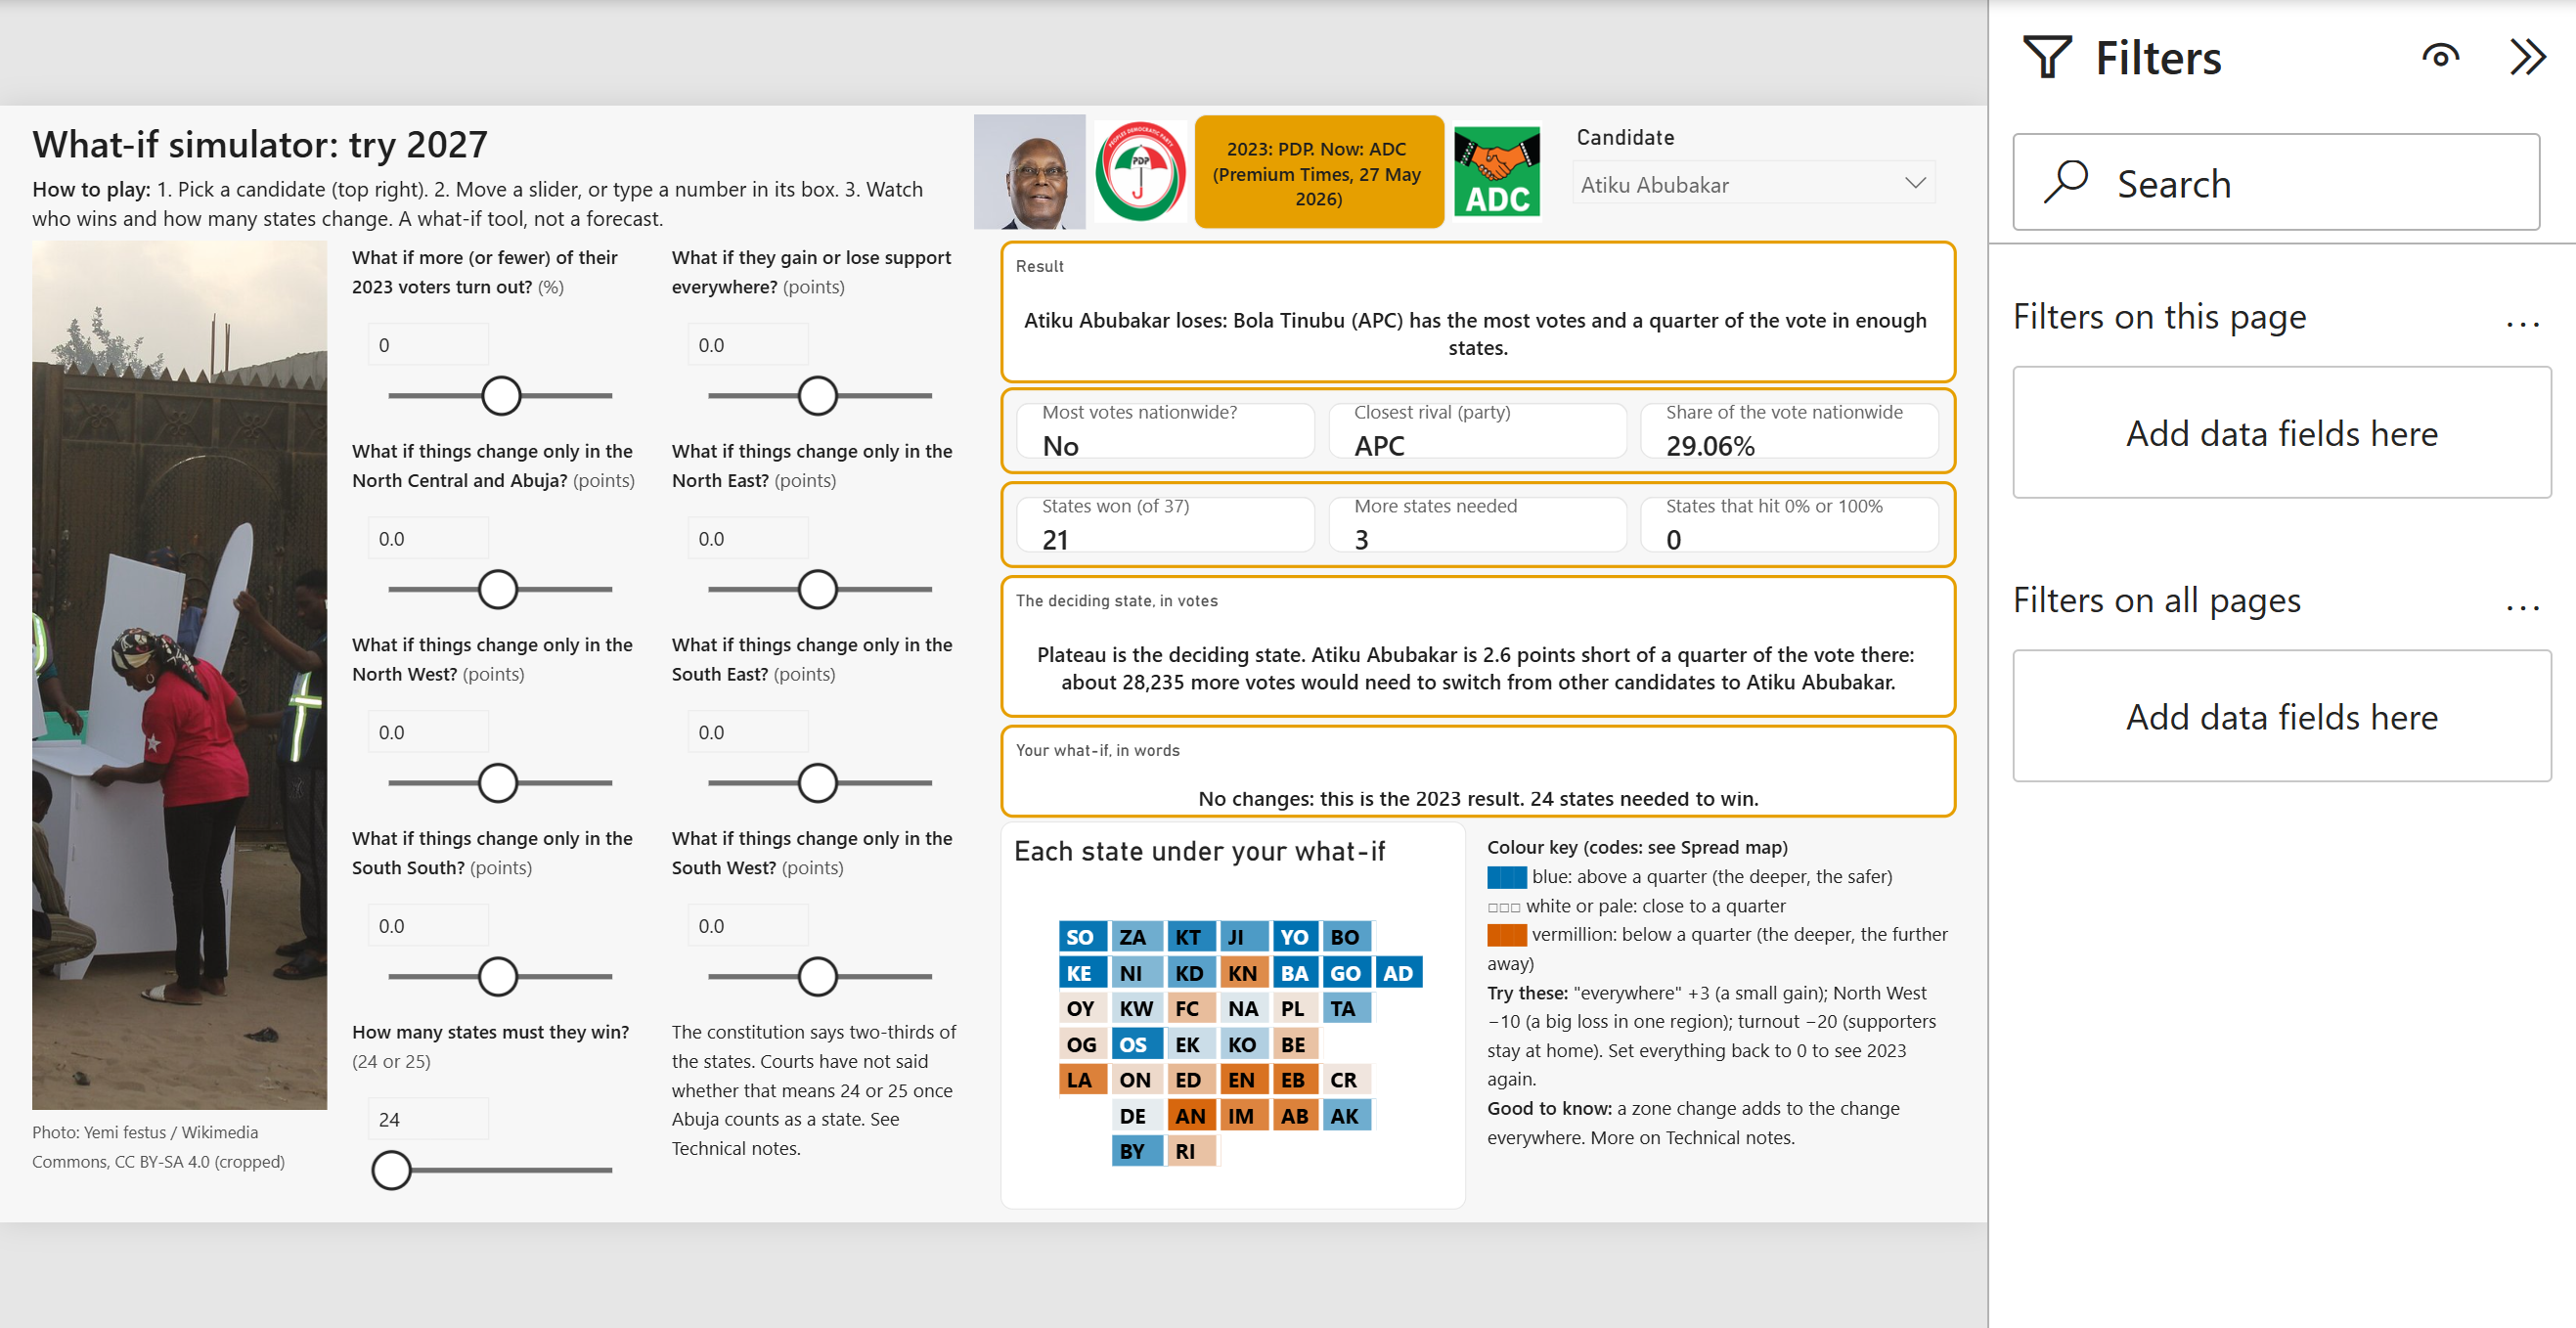 What-if simulator: try 2027
How to play: 1. Pick a candidate (top right). 2. Move a slider, or type a number in its box. 3. Watch
who wins and how many states change. A what-if tool, not a forecast.
PEOPLES DEMOCRATIC PARTY
PDP
2023: PDP. Now: ADC
(Premium Times, 27 May
2026)
ADC
Candidate
Atiku Abubakar
What if more (or fewer) of their
2023 voters turn out? (%)
0
What if they gain or lose support
everywhere? (points)
0.0
What if things change only in the
North Central and Abuja? (points)
0.0
What if things change only in the
North East? (points)
0.0
What if things change only in the
North West? (points)
0.0
What if things change only in the
South East? (points)
0.0
What if things change only in the
South South? (points)
0.0
What if things change only in the
South West? (points)
0.0
How many states must they win?
(24 or 25)
24
The constitution says two-thirds of
the states. Courts have not said
whether that means 24 or 25 once
Abuja counts as a state. See
Technical notes.
Photo: Yemi festus / Wikimedia
Commons, CC BY-SA 4.0 (cropped)
Result
Atiku Abubakar loses: Bola Tinubu (APC) has the most votes and a quarter of the vote in enough
states.
Most votes nationwide?
No
Closest rival (party)
APC
Share of the vote nationwide
29.06%
States won (of 37)
21
More states needed
3
States that hit 0% or 100%
0
The deciding state, in votes
Plateau is the deciding state. Atiku Abubakar is 2.6 points short of a quarter of the vote there:
about 28,235 more votes would need to switch from other candidates to Atiku Abubakar.
Your what-if, in words
No changes: this is the 2023 result. 24 states needed to win.
Each state under your what-if
SO ZA KT JI YO BO
KE NI KD KN BA GO AD
OY KW FC NA PL TA
OG OS EK KO BE
LA ON ED EN EB CR
DE AN IM AB AK
BY RI
Colour key (codes: see Spread map)
blue: above a quarter (the deeper, the safer)
white or pale: close to a quarter
vermillion: below a quarter (the deeper, the further
away)
Try these: "everywhere" +3 (a small gain); North West
−10 (a big loss in one region); turnout −20 (supporters
stay at home). Set everything back to 0 to see 2023
again.
Good to know: a zone change adds to the change
everywhere. More on Technical notes.
Filters
Search
Filters on this page
...
Add data fields here
Filters on all pages
...
Add data fields here